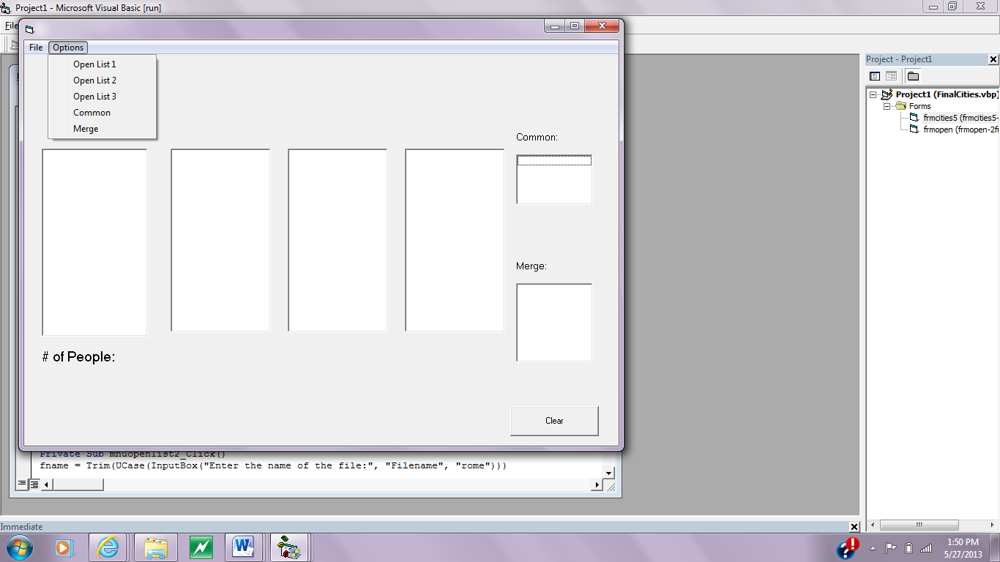 Project1 - Microsoft Visual Basic [run]
File
File Options
Open List 1
Open List 2
Open List 3
Common
Merge
Common:
Merge:
# of People:
Clear
Private Sub mnuopenlist2_Click()
fname = Trim(UCase(InputBox("Enter the name of the file:", "Filename", "rome")))
Project - Project1
Project1 (FinalCities.vbp)
Forms
frmcities5 (frmcities5-
frmopen (frmopen-2fi
Immediate
1:50 PM
5/27/2013